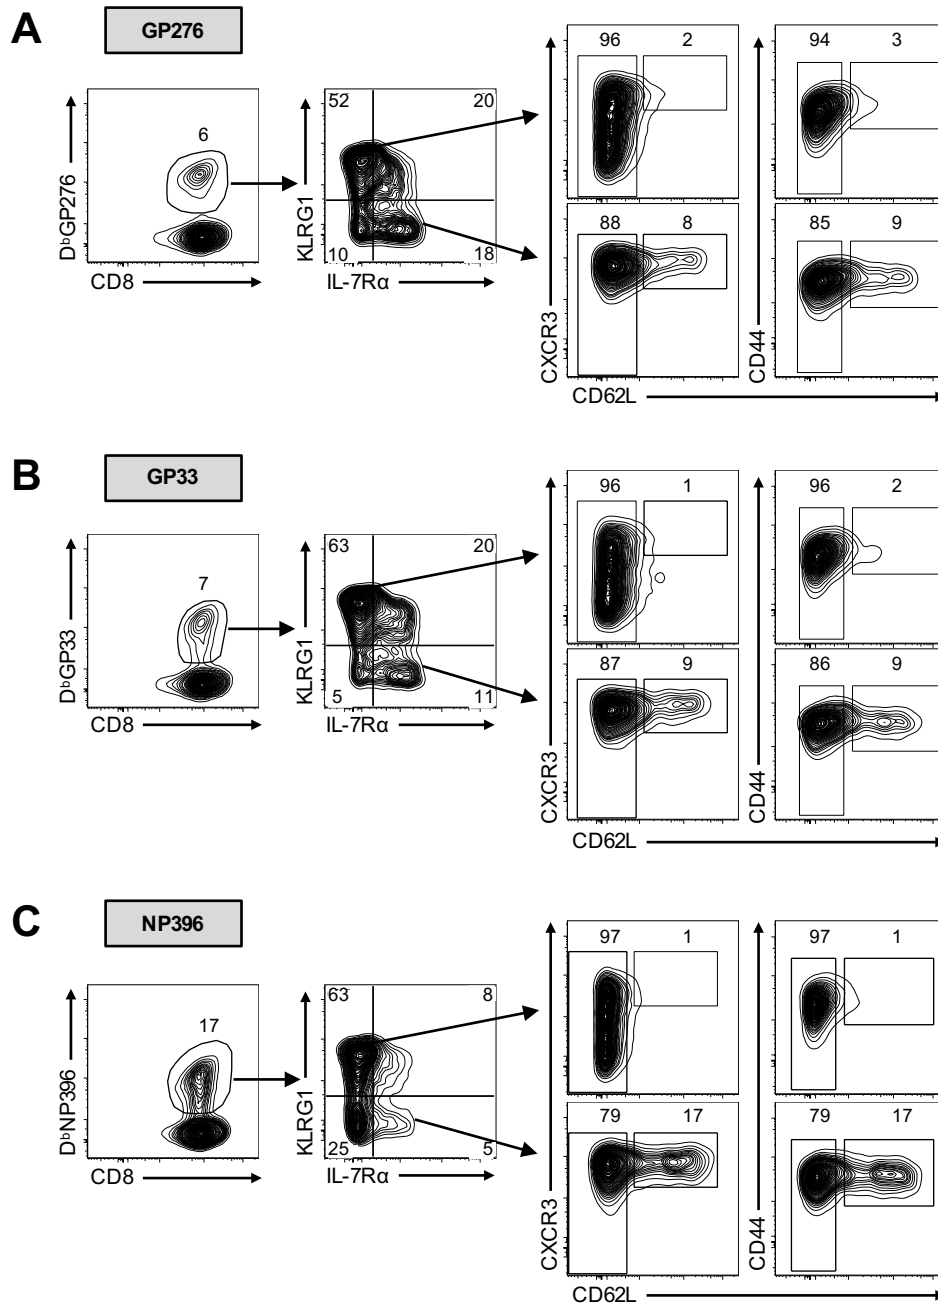 A
GP276
DᵇGP276
6
CD8
KLRG1
52
20
10
18
IL-7Rα
CXCR3
96
2
88
8
CD44
94
3
85
9
CD62L
B
GP33
DᵇGP33
7
CD8
KLRG1
63
20
5
11
IL-7Rα
CXCR3
96
1
87
9
CD44
96
2
86
9
CD62L
C
NP396
DᵇNP396
17
CD8
KLRG1
63
8
25
5
IL-7Rα
CXCR3
97
1
79
17
CD44
97
1
79
17
CD62L